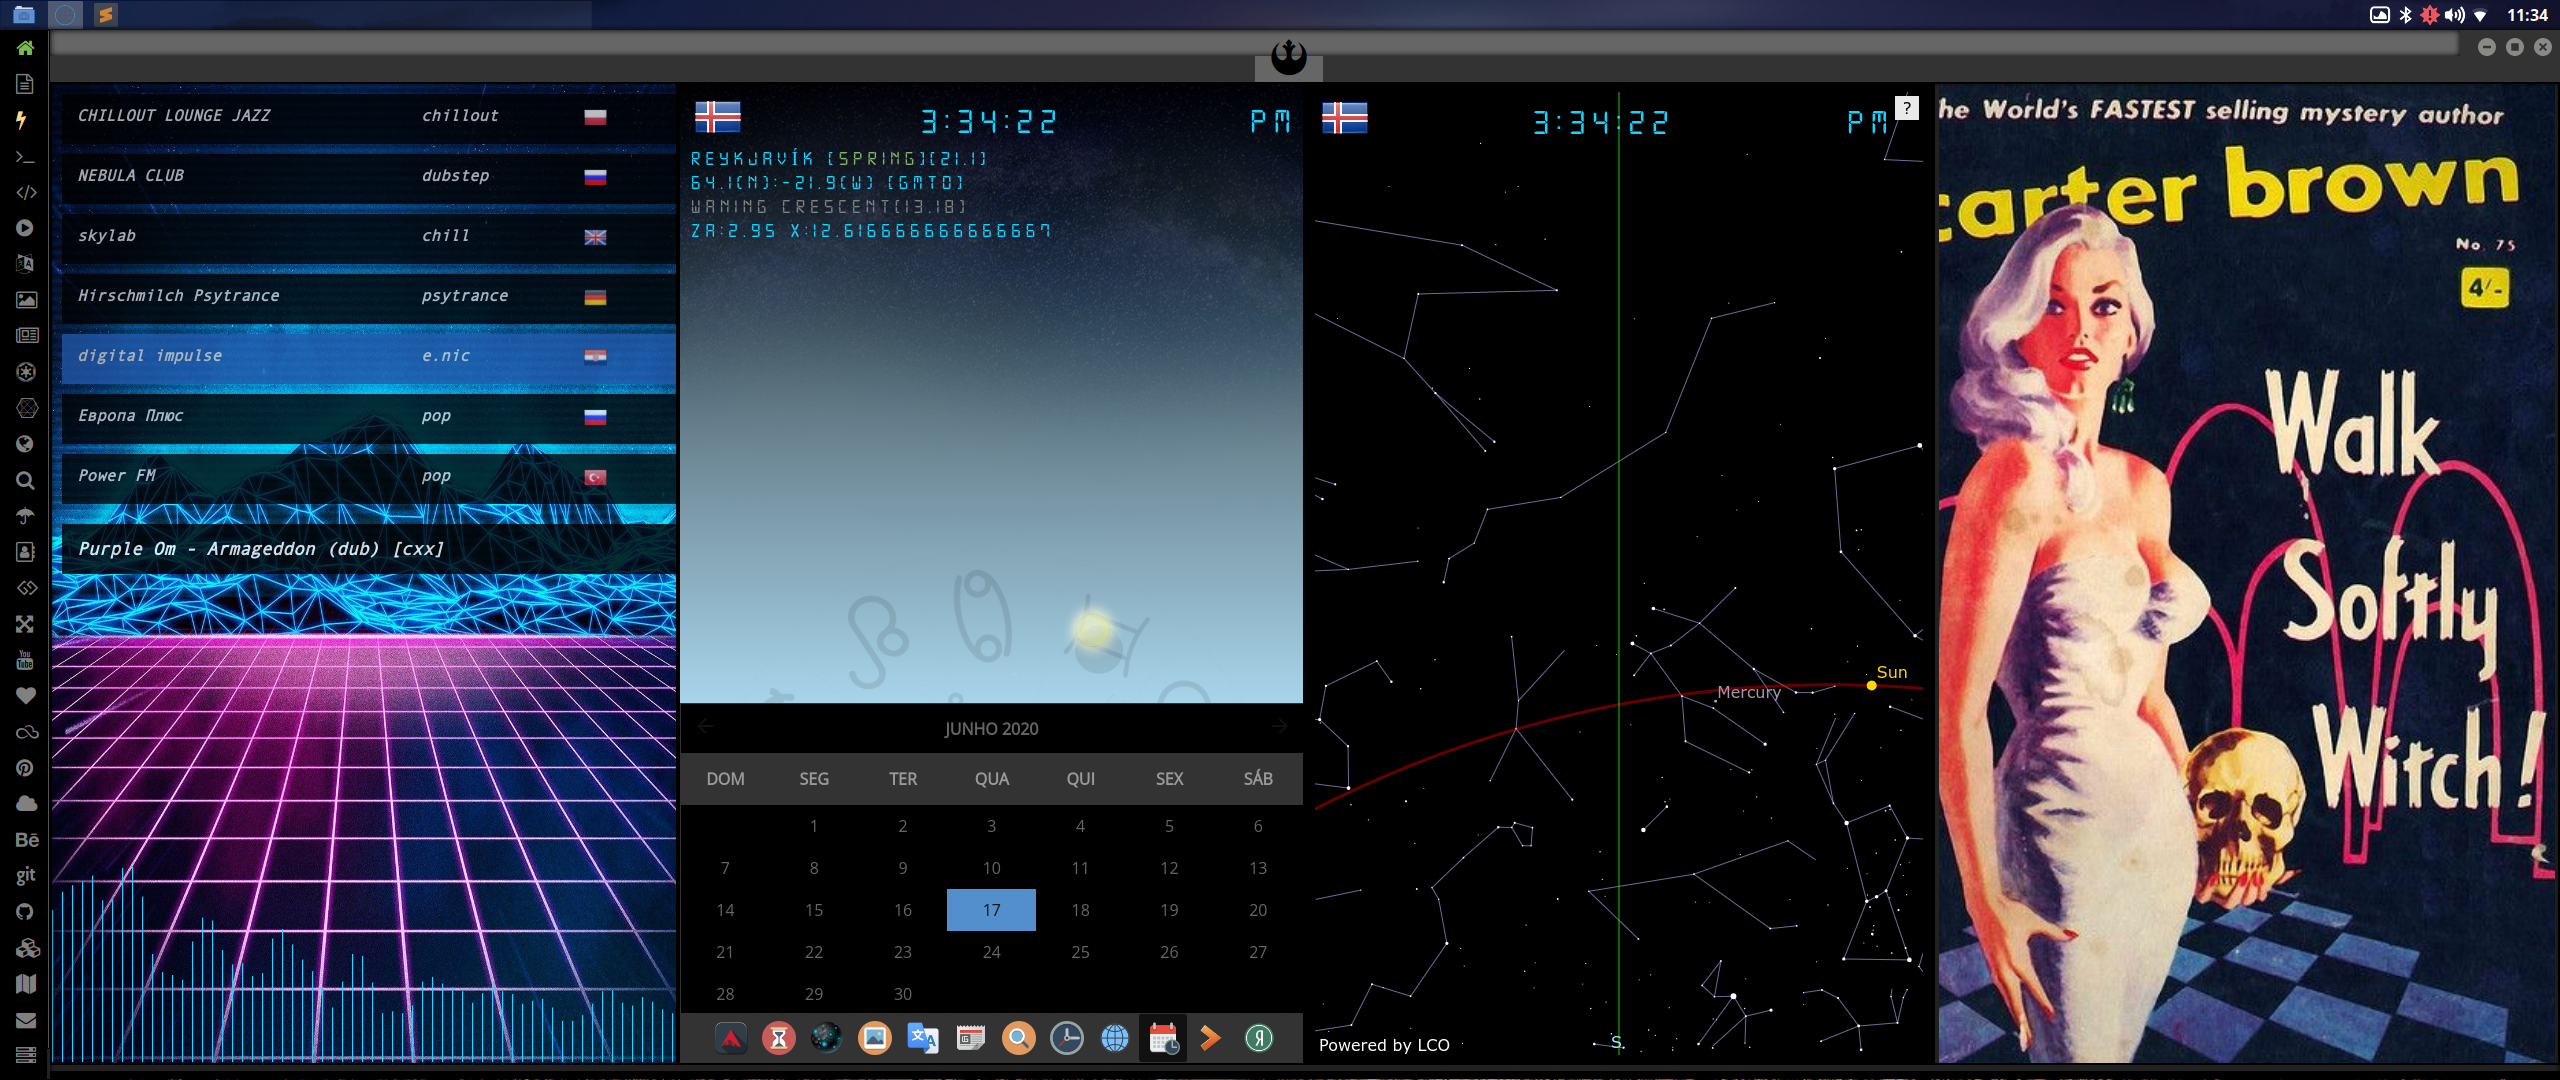 11:34
CHILLOUT LOUNGE JAZZ chillout
NEBULA CLUB dubstep
skylab chill
Hirschmilch Psytrance psytrance
digital impulse e.nic
Европа Плюс pop
Power FM pop
Purple Om - Armageddon (dub) [cxx]
You Tube
Bē
git
3:34:22 PM
REYKJAVÍK [SPRING][21.1]
64.1(N):-21.9(W) [GMT0]
WANING CRESCENT[13.18]
ZA:2.95 X:12.616666666666667
JUNHO 2020
DOM SEG TER QUA QUI SEX SÁB
1 2 3 4 5 6
7 8 9 10 11 12 13
14 15 16 17 18 19 20
21 22 23 24 25 26 27
28 29 30
3:34:22 PM
?
Sun
Mercury
S
Powered by LCO
he World's FASTEST selling mystery author
carter brown
No. 75
4/-
Walk
Softly
Witch!